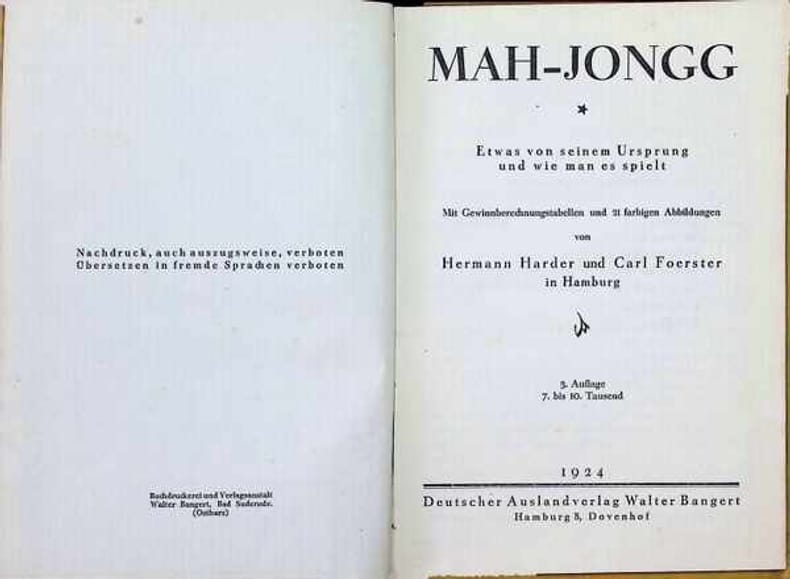 Nachdruck, auch auszugsweise, verboten
Übersetzen in fremde Sprachen verboten
Buchdruckerei und Verlagsanstalt
Walter Bangert, Bad Suderode.
(Ostharz)
MAH-JONGG
Etwas von seinem Ursprung
und wie man es spielt
Mit Gewinnberechnungstabellen und 21 farbigen Abbildungen
von
Hermann Harder und Carl Foerster
in Hamburg
3. Auflage
7. bis 10. Tausend
1924
Deutscher Auslandverlag Walter Bangert
Hamburg 8, Dovenhof